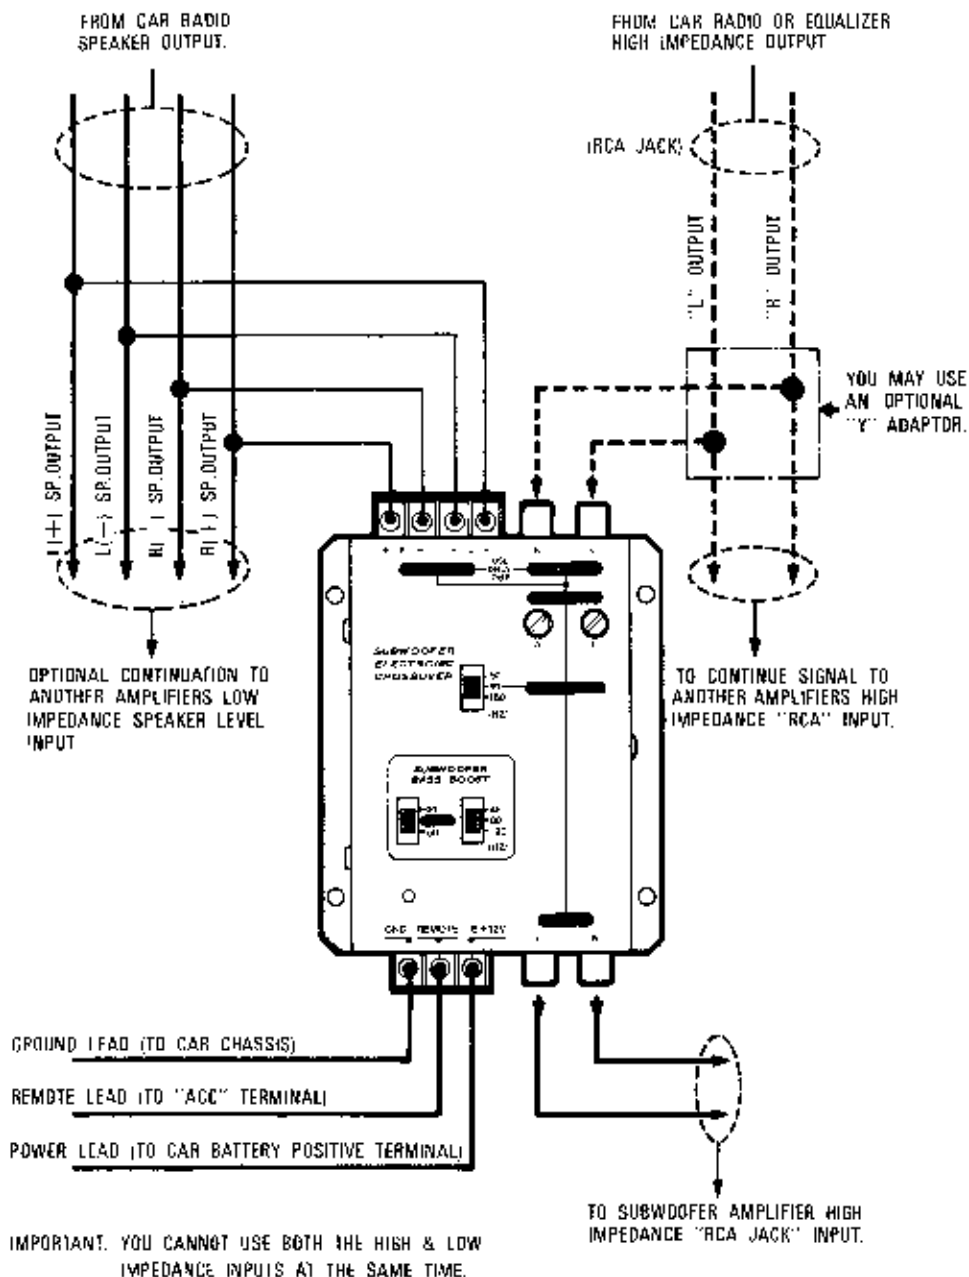 FROM CAR RADIO
SPEAKER OUTPUT.
FROM CAR RADIO OR EQUALIZER
HIGH IMPEDANCE OUTPUT
(RCA JACK)
"L" OUTPUT
"R" OUTPUT
YOU MAY USE
AN OPTIONAL
"Y" ADAPTOR.
L(+) SP.OUTPUT
L(−) SP.OUTPUT
R( ) SP.OUTPUT
R(+) SP.OUTPUT
OPTIONAL CONTINUATION TO
ANOTHER AMPLIFIERS LOW
IMPEDANCE SPEAKER LEVEL
INPUT
TO CONTINUE SIGNAL TO
ANOTHER AMPLIFIERS HIGH
IMPEDANCE "RCA" INPUT.
USE
ONLY
SUBWOOFER
ELECTRONIC
CROSSOVER
(HZ)
SUBWOOFER
BASS BOOST
(HZ)
GND REMOTE B+12V
GROUND LEAD (TO CAR CHASSIS)
REMOTE LEAD (TO "ACC" TERMINAL)
POWER LEAD (TO CAR BATTERY POSITIVE TERMINAL)
TO SUBWOOFER AMPLIFIER HIGH
IMPEDANCE "RCA JACK" INPUT.
IMPORTANT. YOU CANNOT USE BOTH THE HIGH & LOW
IMPEDANCE INPUTS AT THE SAME TIME.